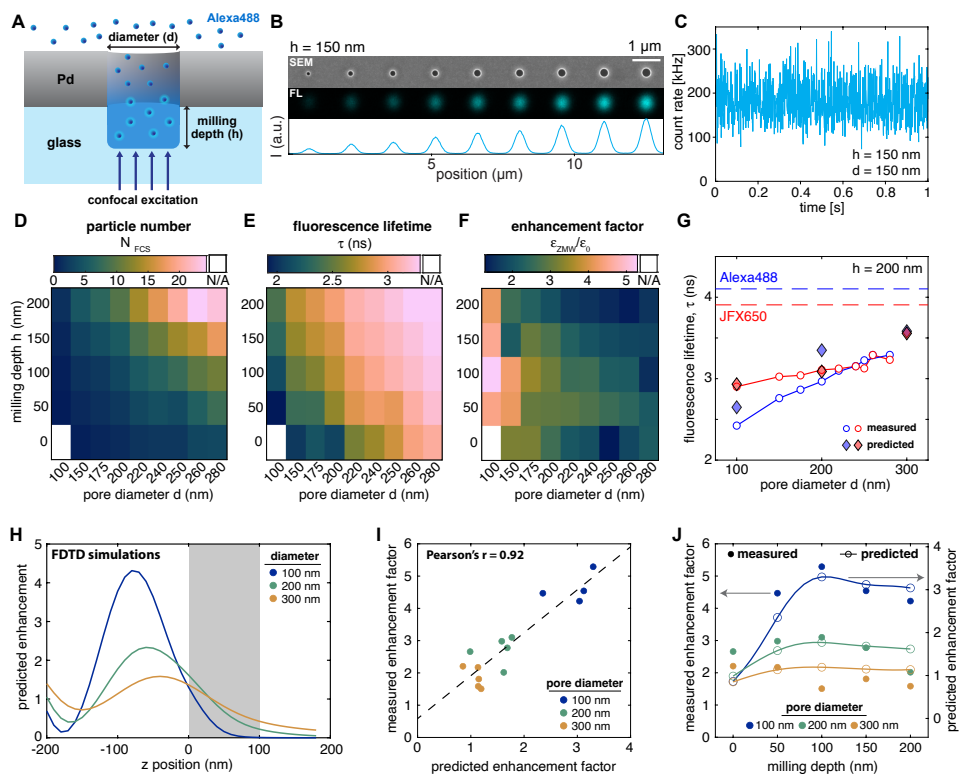 A
Alexa488
diameter (d)
Pd
glass
milling
depth (h)
confocal excitation
B
h = 150 nm
1 μm
SEM
FL
I (a.u.)
5
10
position (μm)
C
count rate
[kHz]
300
200
100
0
h = 150 nm
d = 150 nm
0
0.2
0.4
0.6
0.8
1
time [s]
D
particle number
N FCS
0
5
10
15
20
N/A
milling depth h (nm)
200
150
100
50
0
100
150
175
200
220
240
250
260
280
pore diameter d (nm)
E
fluorescence lifetime
τ (ns)
2
3
N/A
100
150
175
200
220
240
250
260
280
pore diameter d (nm)
F
enhancement factor
εZMW/ε0
2
3
4
5
N/A
100
150
175
200
220
240
250
260
280
pore diameter d (nm)
G
h = 200 nm
Alexa488
JFX650
fluorescence lifetime, τ (ns)
4
3
2
measured
predicted
100
200
300
pore diameter d (nm)
H
FDTD simulations
diameter
100 nm
200 nm
300 nm
predicted enhancement
5
4
3
2
1
0
-200
-100
0
100
200
z position (nm)
I
Pearson's r = 0.92
measured enhancement factor
6
5
4
3
2
1
0
pore diameter
100 nm
200 nm
300 nm
0
1
2
3
4
predicted enhancement factor
J
measured
predicted
measured enhancement factor
6
5
4
3
2
1
0
predicted enhancement factor
4
3
2
1
0
pore diameter
100 nm
200 nm
300 nm
0
50
100
150
200
milling depth (nm)